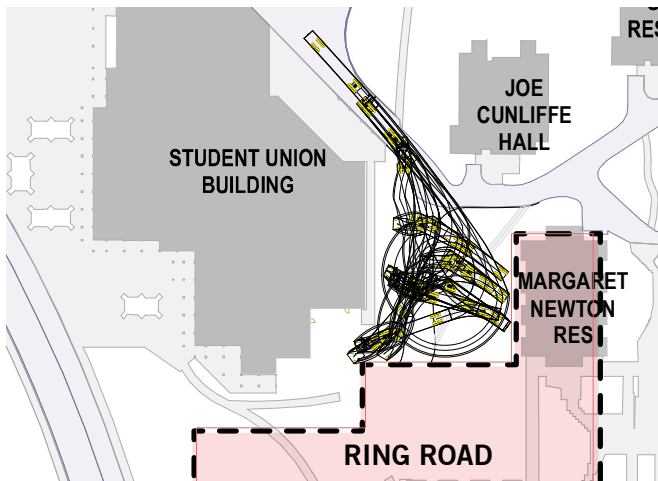 RES
JOE
CUNLIFFE
HALL
STUDENT UNION
BUILDING
MARGARET
NEWTON
RES
RING ROAD